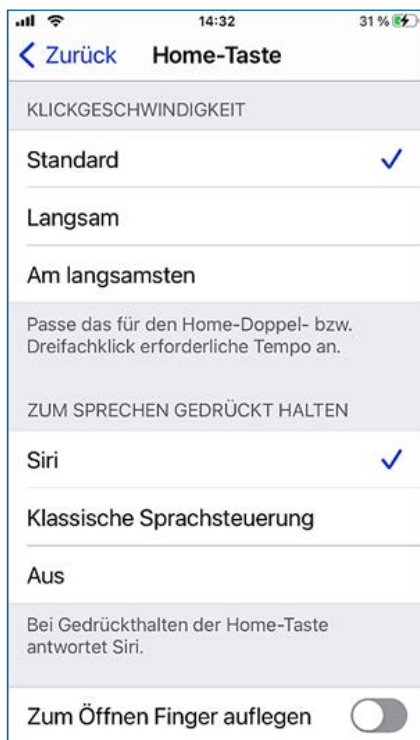 14:32
31 %
Zurück
Home-Taste
KLICKGESCHWINDIGKEIT
Standard
Langsam
Am langsamsten
Passe das für den Home-Doppel- bzw.
Dreifachklick erforderliche Tempo an.
ZUM SPRECHEN GEDRÜCKT HALTEN
Siri
Klassische Sprachsteuerung
Aus
Bei Gedrückthalten der Home-Taste
antwortet Siri.
Zum Öffnen Finger auflegen